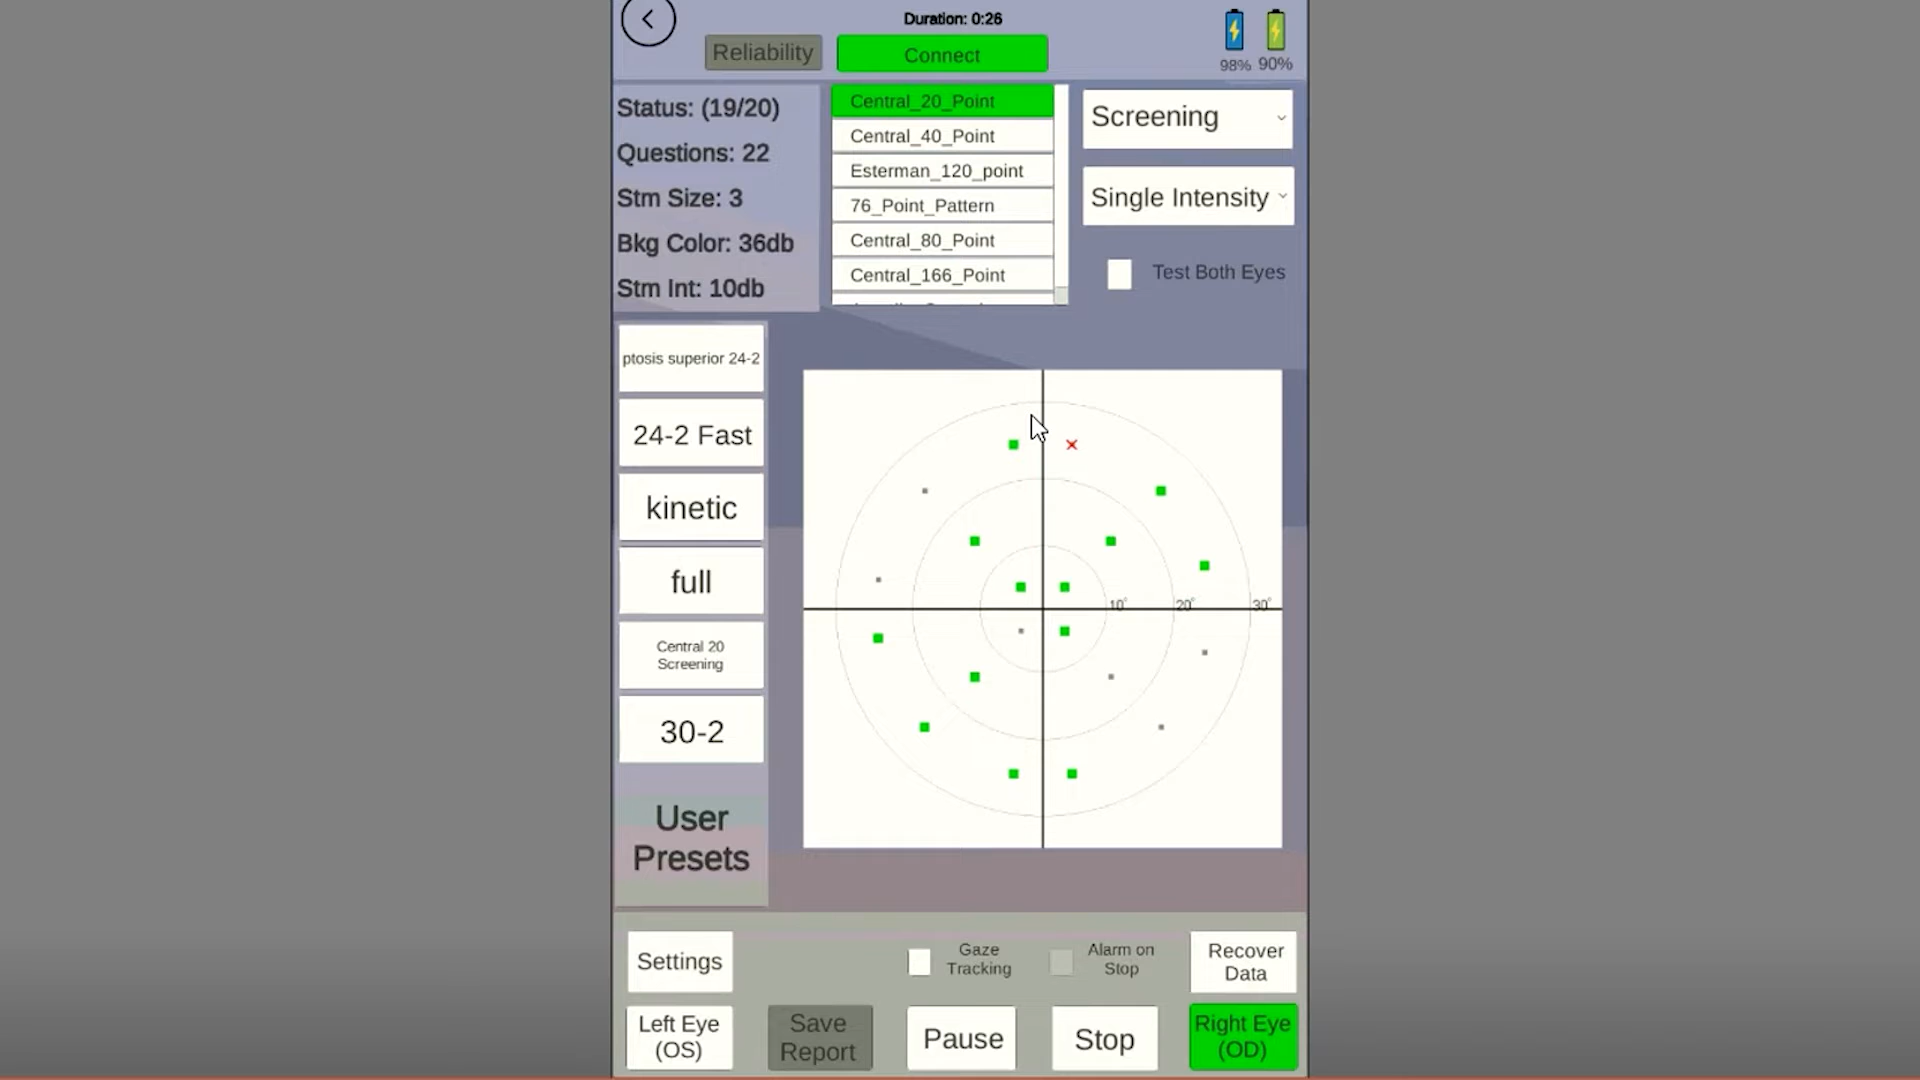 Duration: 0:26
Reliability
Connect
98%
90%
Status: (19/20)
Questions: 22
Stm Size: 3
Bkg Color: 36db
Stm Int: 10db
Central_20_Point
Central_40_Point
Esterman_120_point
76_Point_Pattern
Central_80_Point
Central_166_Point
Screening
Single Intensity
Test Both Eyes
ptosis superior 24-2
24-2 Fast
kinetic
full
Central 20
Screening
30-2
User
Presets
10°
20°
30°
Settings
Gaze
Tracking
Alarm on
Stop
Recover
Data
Left Eye
(OS)
Save
Report
Pause
Stop
Right Eye
(OD)